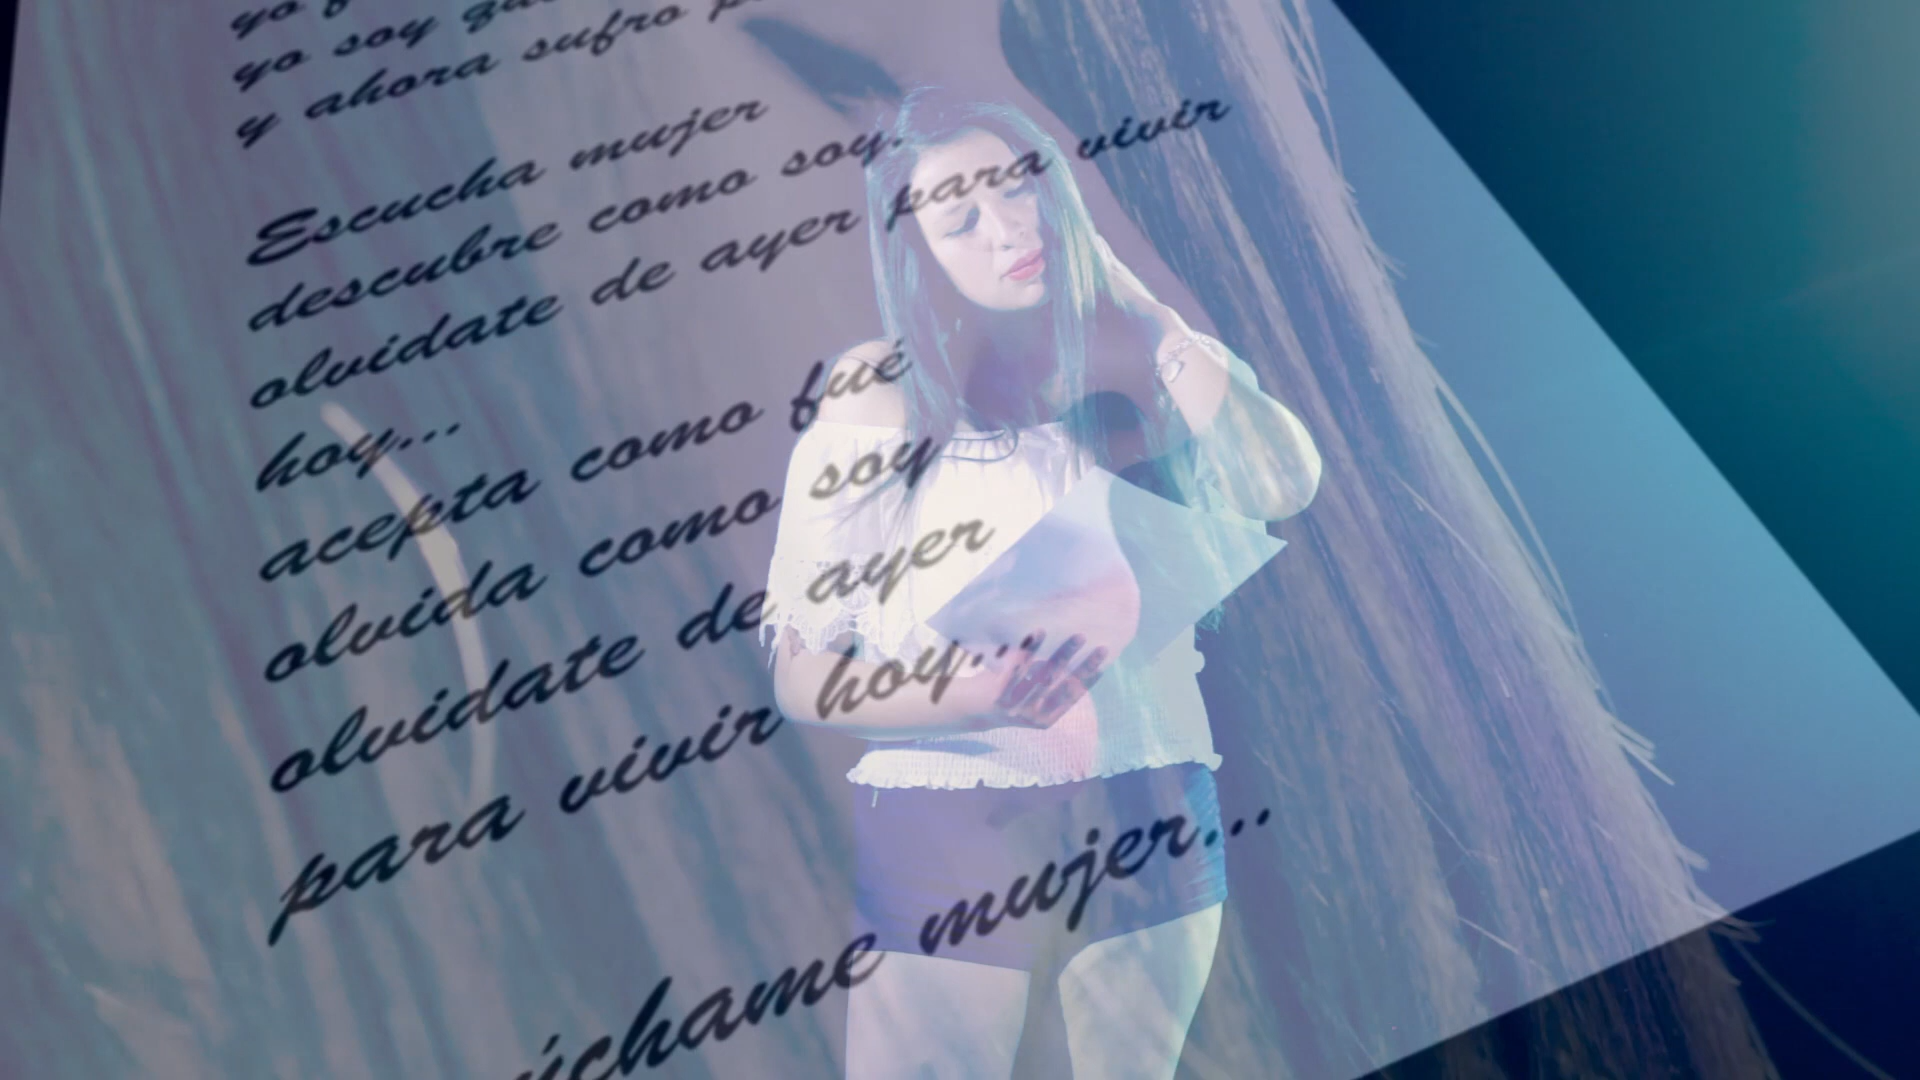 yo
yo soy
y ahora sufro
Escucha mujer
descubre como soy.
olvidate de ayer para vivir
hoy...
acepta como fué
olvida como soy
olvidate de ayer
para vivir hoy...
mujer...